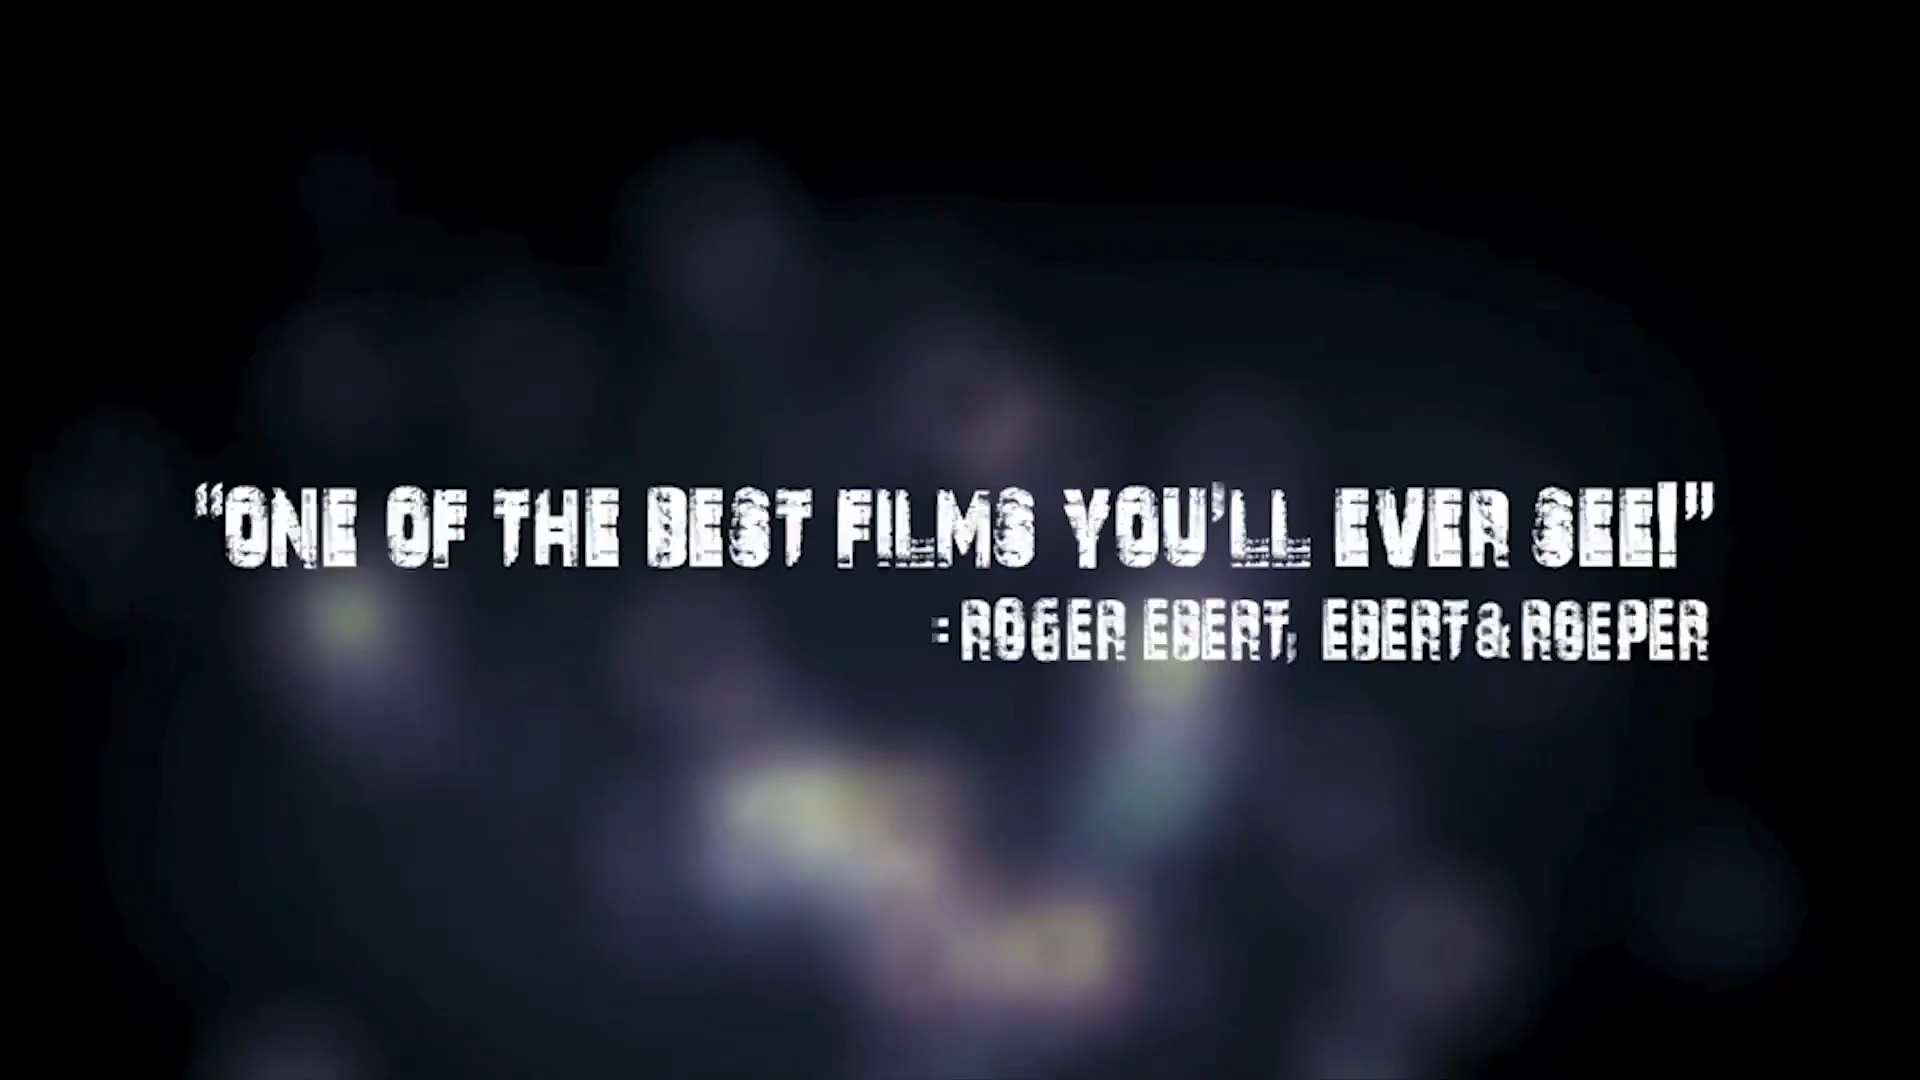 “ONE OF THE BEST FILMS YOU'LL EVER SEE!”
- ROGER EBERT, EBERT & ROEPER